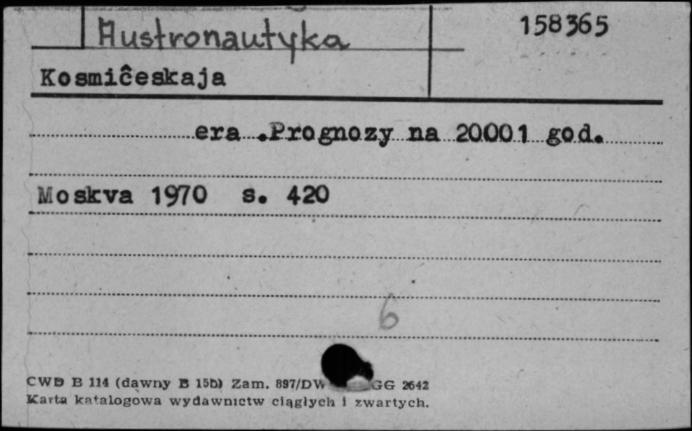 Austronautyka
158365
Kosmiĉeskaja
era .Prognozy na 20001 god.
Moskva 1970 s. 420
6
CWD B 114 (dawny B 15b) Zam. 897/DW GG 2642
Karta katalogowa wydawnictw ciągłych i zwartych.